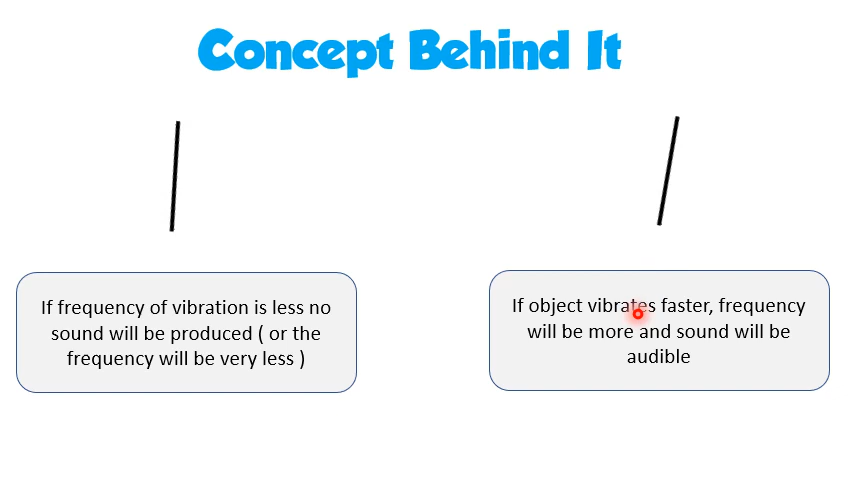 Concept Behind It
If frequency of vibration is less no
sound will be produced ( or the
frequency will be very less )
If object vibrates faster, frequency
will be more and sound will be
audible